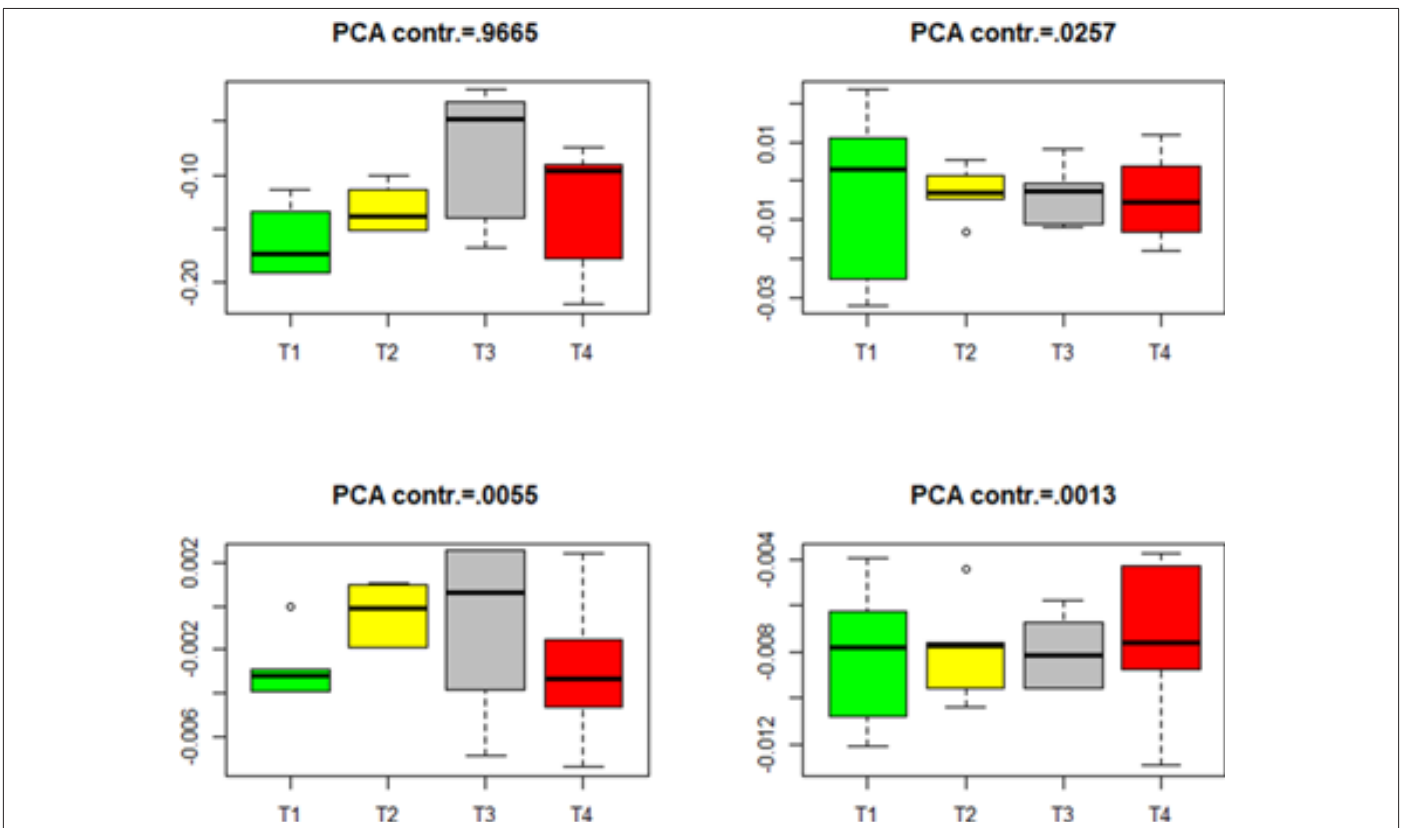 PCA contr.=.9665
-0.10
-0.20
T1 T2 T3 T4
PCA contr.=.0257
0.01
-0.01
-0.03
T1 T2 T3 T4
PCA contr.=.0055
0.002
-0.002
-0.006
T1 T2 T3 T4
PCA contr.=.0013
-0.004
-0.008
-0.012
T1 T2 T3 T4